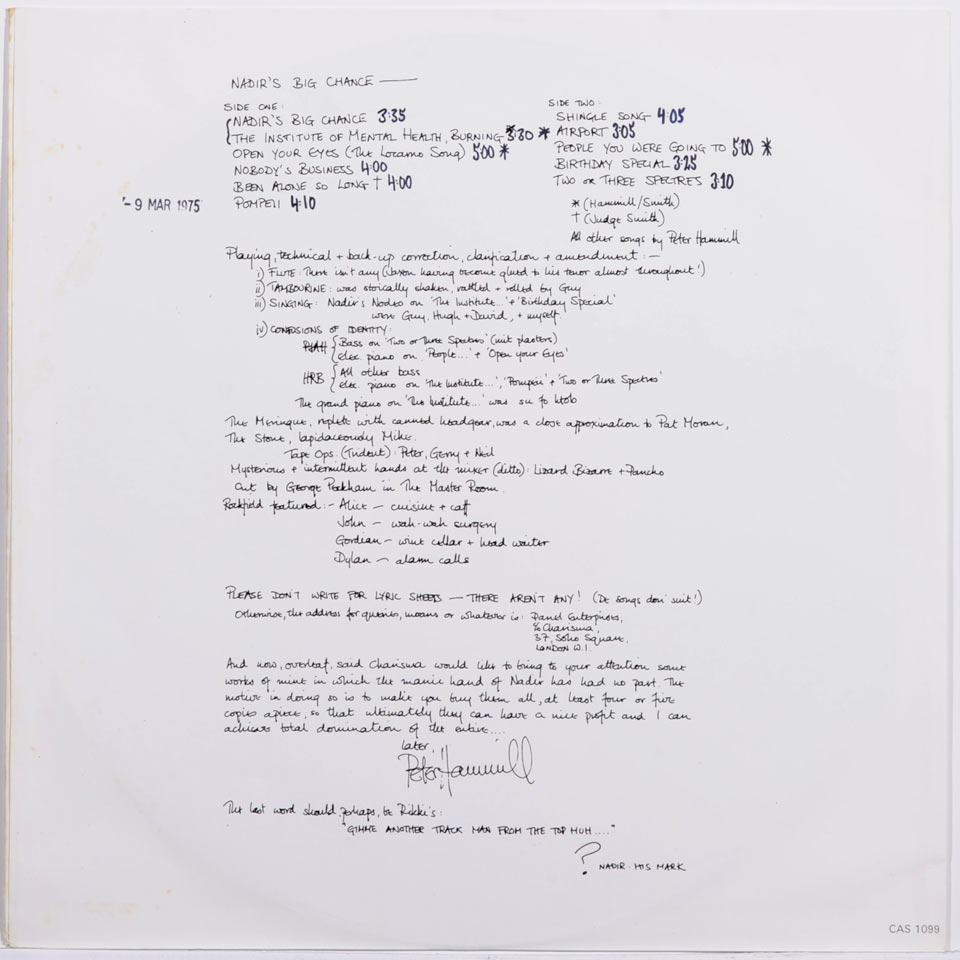 NADIR'S BIG CHANCE —
SIDE ONE:
{NADIR'S BIG CHANCE 3:35
THE INSTITUTE OF MENTAL HEALTH, BURNING 3:30 *
OPEN YOUR EYES (The Locarno Song) 5:00 *
NOBODY'S BUSINESS 4:00
BEEN ALONE SO LONG † 4:00
POMPEII 4:10
SIDE TWO:
SHINGLE SONG 4:05
AIRPORT 3:05
PEOPLE YOU WERE GOING TO 5:00 *
BIRTHDAY SPECIAL 3:25
TWO or THREE SPECTRES 3:10
* (Hammill/Smith)
† (Judge Smith)
All other songs by Peter Hammill
- 9 MAR 1975
Playing, technical + back-up correction, clarification + amendment :—
i) FLUTE: There isn't any (Jaxon having become glued to his tenor almost throughout!)
ii) TAMBOURINE: was stoically shaken, rattled + rolled by Guy
iii) SINGING: Nadir's Nodes on 'The Institute...' + 'Birthday Special'
were Guy, Hugh + David, + myself.
iv) CONFUSIONS OF IDENTITY:
PJAH { Bass on 'Two or Three Spectres' (mit plasters)
elec. piano on 'People...' + 'Open your Eyes'
HRB { All other bass
elec. piano on 'The Institute...', 'Pompeii' + 'Two or Three Spectres'
The grand piano on 'The Institute...' was
The Meringue, replete with canned headgear, was a close approximation to Pat Moran,
The Stone, lapidaceously Mike.
Tape Ops. (Trident): Peter, Gerry + Neil
Mysterious + intermittent hands at the mixer (ditto): Lizard Bizarre + Pancho
Cut by George Peckham in The Master Room.
Rockfield featured :- Alice — cuisine + caff
John — wah-wah surgery
Gordean — wine cellar + head waiter
Dylan — alarm calls
PLEASE DON'T WRITE FOR LYRIC SHEETS — THERE AREN'T ANY! (De songs don' suit!)
Otherwise, the address for queries, moans or whatever is: Enterprises,
c/o Charisma,
37, Soho Square,
LONDON W.1.
And now, overleaf, said Charisma would like to bring to your attention some
works of mine in which the manic hand of Nadir has had no part. The
motive in doing so is to make you buy them all, at least four or five
copies apiece, so that ultimately they can have a nice profit and I can
achieve total domination of the entire....
later,
Peter Hammill
The last word should, perhaps, be Rikki's:
"GIMME ANOTHER TRACK MAN FROM THE TOP HUH...."
? NADIR · HIS MARK
CAS 1099